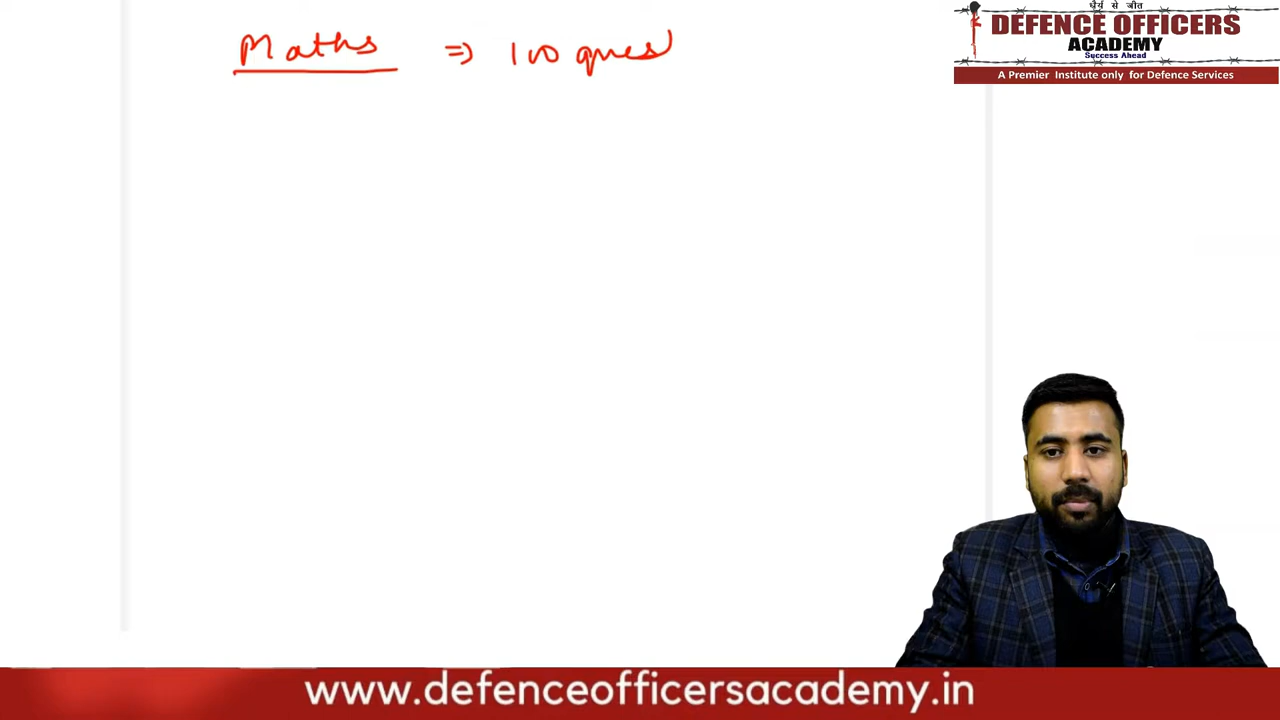 Maths => 100 ques
धैर्य से जीत
DEFENCE OFFICERS
ACADEMY
Success Ahead
A Premier Institute only for Defence Services
www.defenceofficersacademy.in